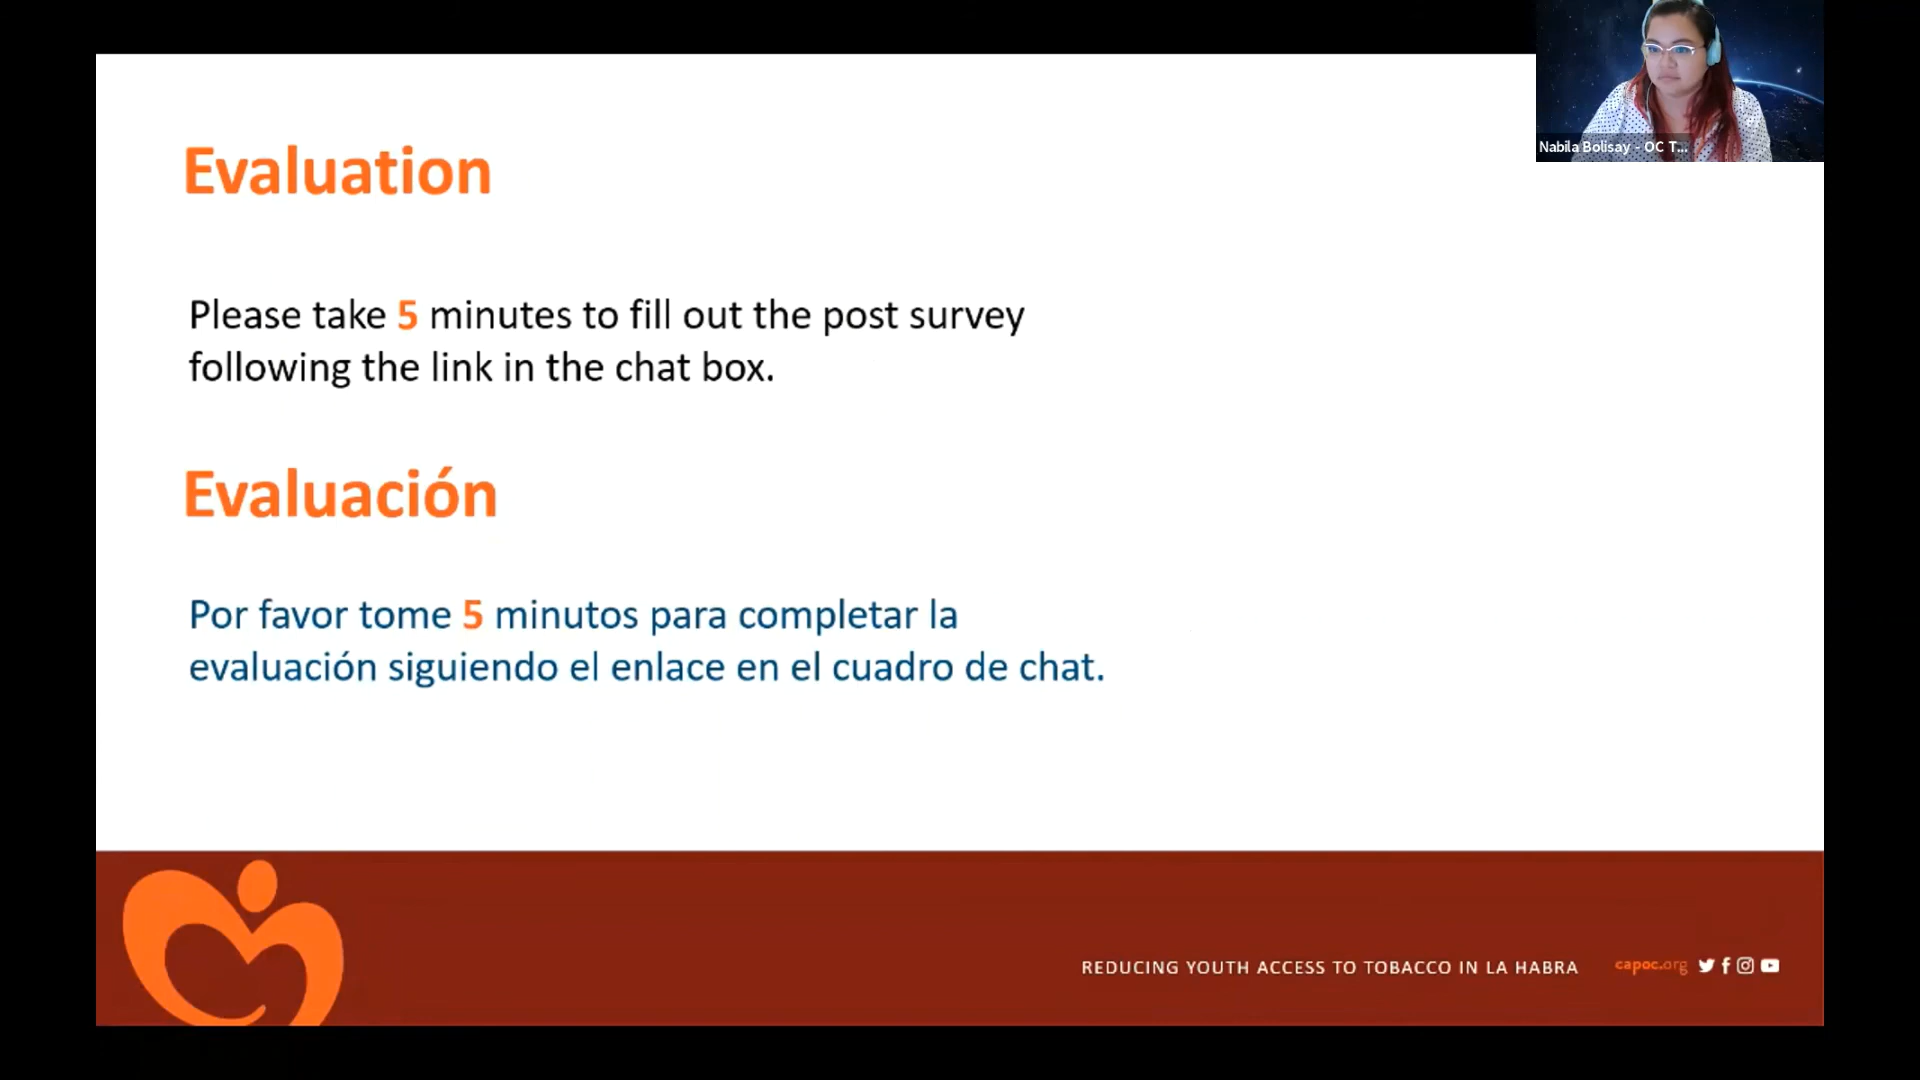 Nabila Bolisay - OC T...
Evaluation
Please take 5 minutes to fill out the post survey
following the link in the chat box.
Evaluación
Por favor tome 5 minutos para completar la
evaluación siguiendo el enlace en el cuadro de chat.
REDUCING YOUTH ACCESS TO TOBACCO IN LA HABRA
capoc.org